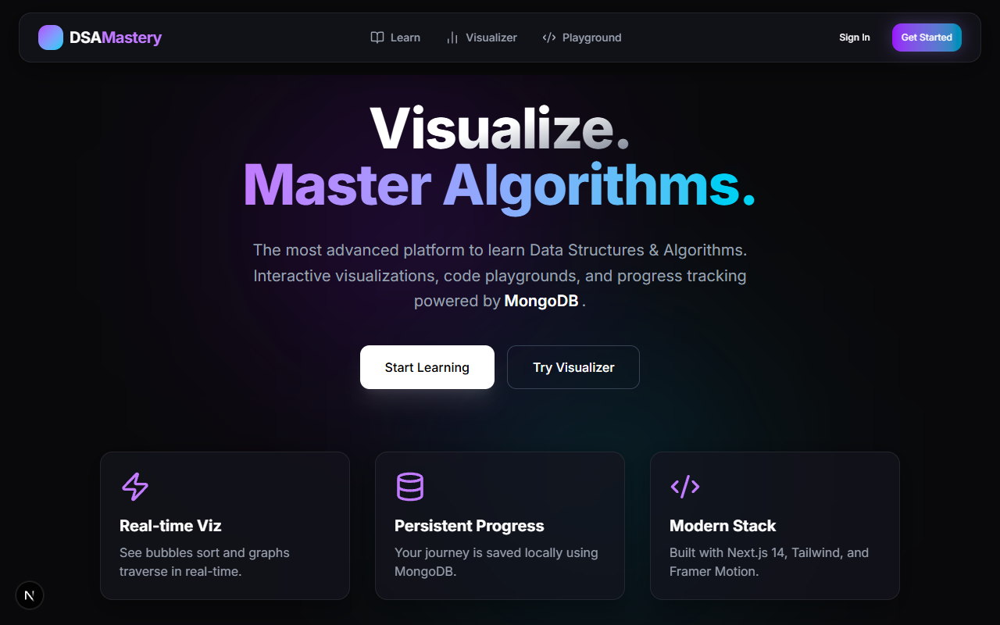 DSAMastery
Learn
Visualizer
Playground
Sign In
Get Started
Visualize.
Master Algorithms.
The most advanced platform to learn Data Structures & Algorithms.
Interactive visualizations, code playgrounds, and progress tracking
powered by MongoDB .
Start Learning
Try Visualizer
Real-time Viz
See bubbles sort and graphs
traverse in real-time.
Persistent Progress
Your journey is saved locally using
MongoDB.
Modern Stack
Built with Next.js 14, Tailwind, and
Framer Motion.
N